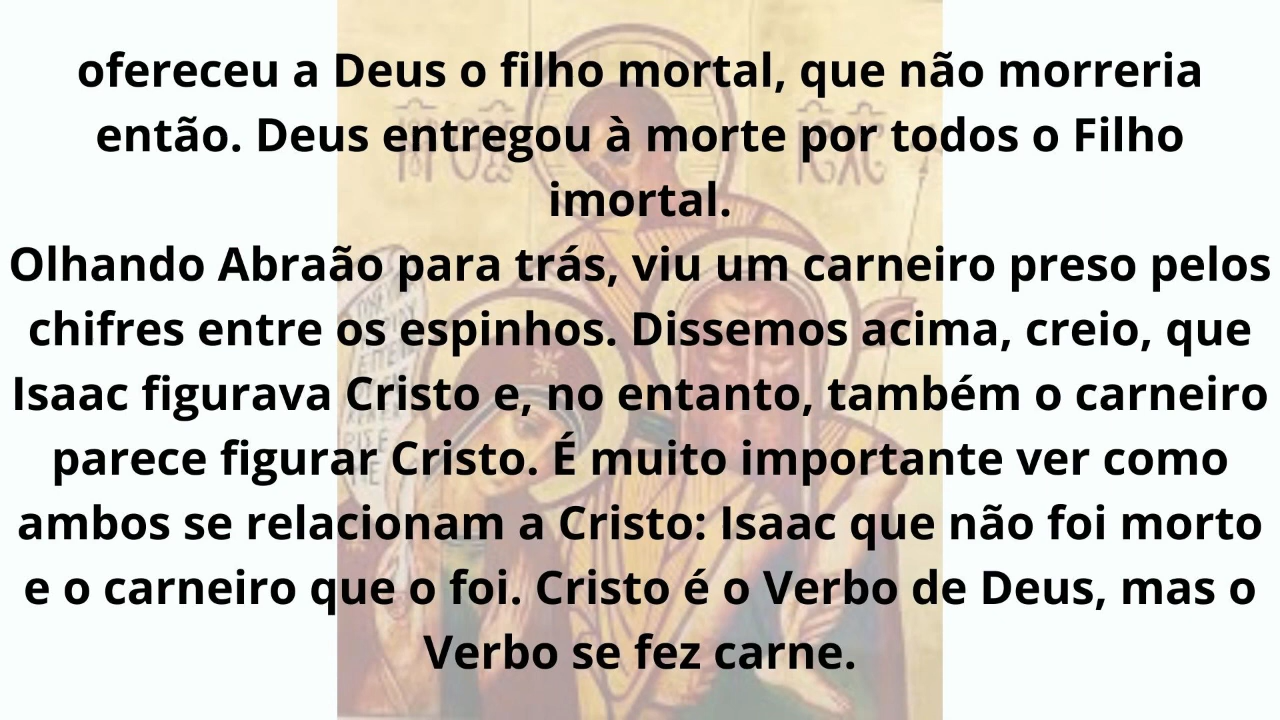 ofereceu a Deus o filho mortal, que não morreria
então. Deus entregou à morte por todos o Filho
imortal.
Olhando Abraão para trás, viu um carneiro preso pelos
chifres entre os espinhos. Dissemos acima, creio, que
Isaac figurava Cristo e, no entanto, também o carneiro
parece figurar Cristo. É muito importante ver como
ambos se relacionam a Cristo: Isaac que não foi morto
e o carneiro que o foi. Cristo é o Verbo de Deus, mas o
Verbo se fez carne.